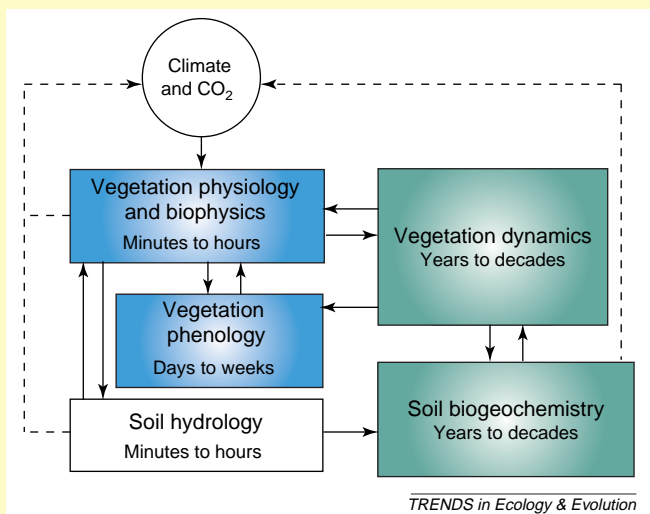 Climate
and CO₂
Vegetation physiology
and biophysics
Minutes to hours
Vegetation dynamics
Years to decades
Vegetation
phenology
Days to weeks
Soil hydrology
Minutes to hours
Soil biogeochemistry
Years to decades
TRENDS in Ecology & Evolution